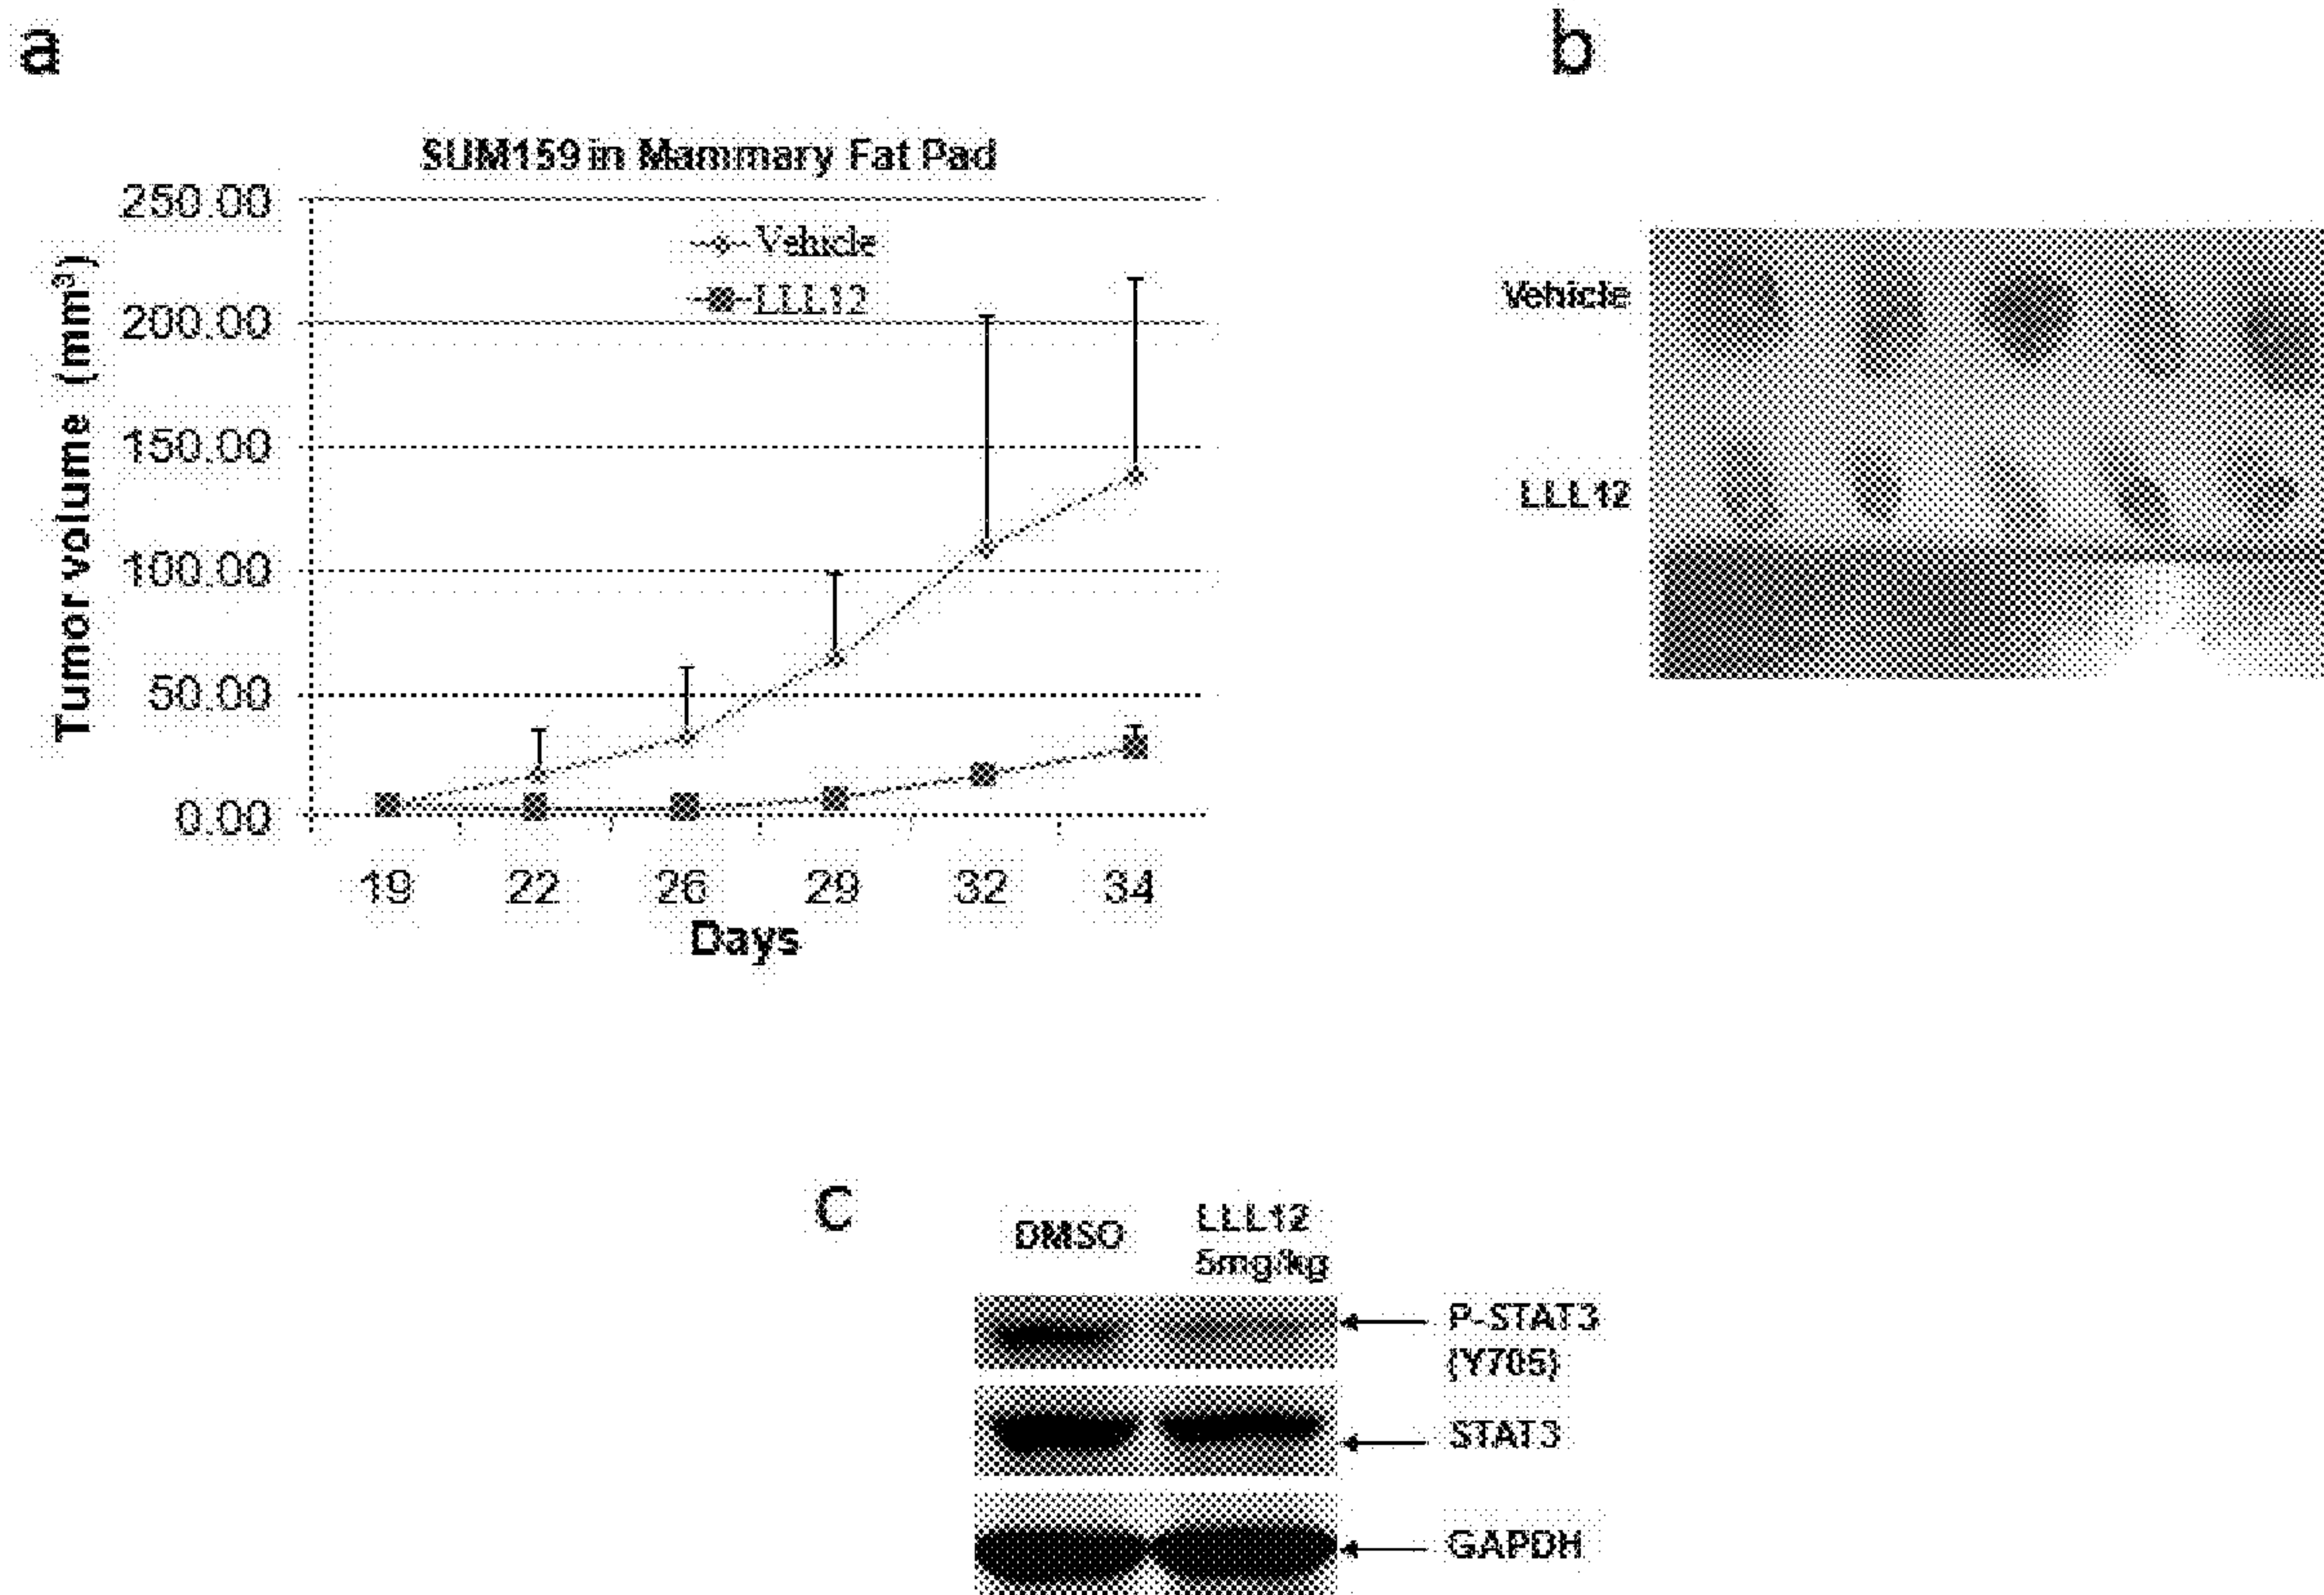 a
SUM159 in Mammary Fat Pad
Tumor volume (mm³)
250.00
200.00
150.00
100.00
50.00
0.00
Vehicle
LLL12
19 22 26 29 32 34
Days
b
Vehicle
LLL12
C
DMSO
LLL12
5mg/kg
P-STAT3
(Y705)
STAT3
GAPDH